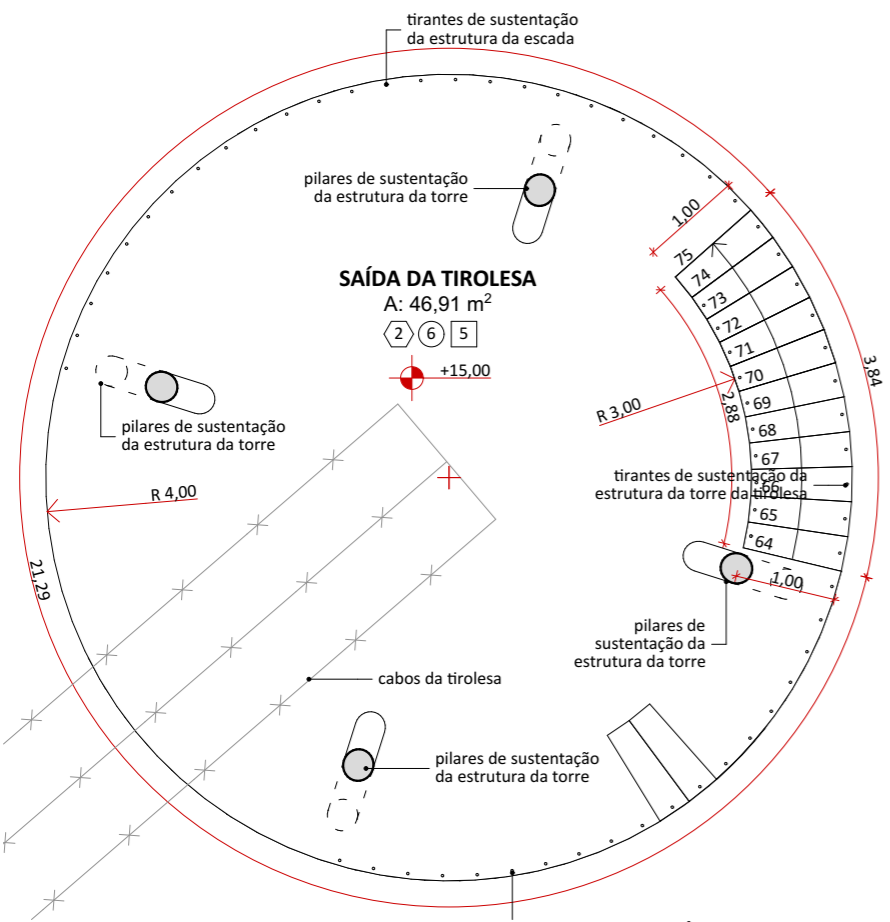 tirantes de sustentação
da estrutura da escada
pilares de sustentação
da estrutura da torre
1,00
SAÍDA DA TIROLESA
A: 46,91 m²
2 6 5
+15,00
75
74
73
72
71
70
69
68
67
66
65
64
3,84
2,88
R 3,00
pilares de sustentação
da estrutura da torre
tirantes de sustentação da
estrutura da torre da tirolesa
R 4,00
21,29
1,00
pilares de
sustentação da
estrutura da torre
cabos da tirolesa
pilares de sustentação
da estrutura da torre